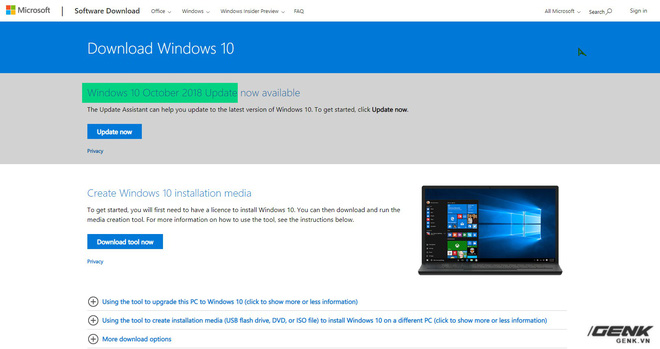 Microsoft
Software Download
Office
Windows
Windows Insider Preview
FAQ
All Microsoft
Search
Sign in
Download Windows 10
Windows 10 October 2018 Update now available
The Update Assistant can help you update to the latest version of Windows 10. To get started, click Update now.
Update now
Privacy
Create Windows 10 installation media
To get started, you will first need to have a licence to install Windows 10. You can then download and run the
media creation tool. For more information on how to use the tool, see the instructions below.
Download tool now
Privacy
Using the tool to upgrade this PC to Windows 10 (click to show more or less information)
Using the tool to create installation media (USB flash drive, DVD, or ISO file) to install Windows 10 on a different PC (click to show more or less information)
More download options
GENK
GENK.VN